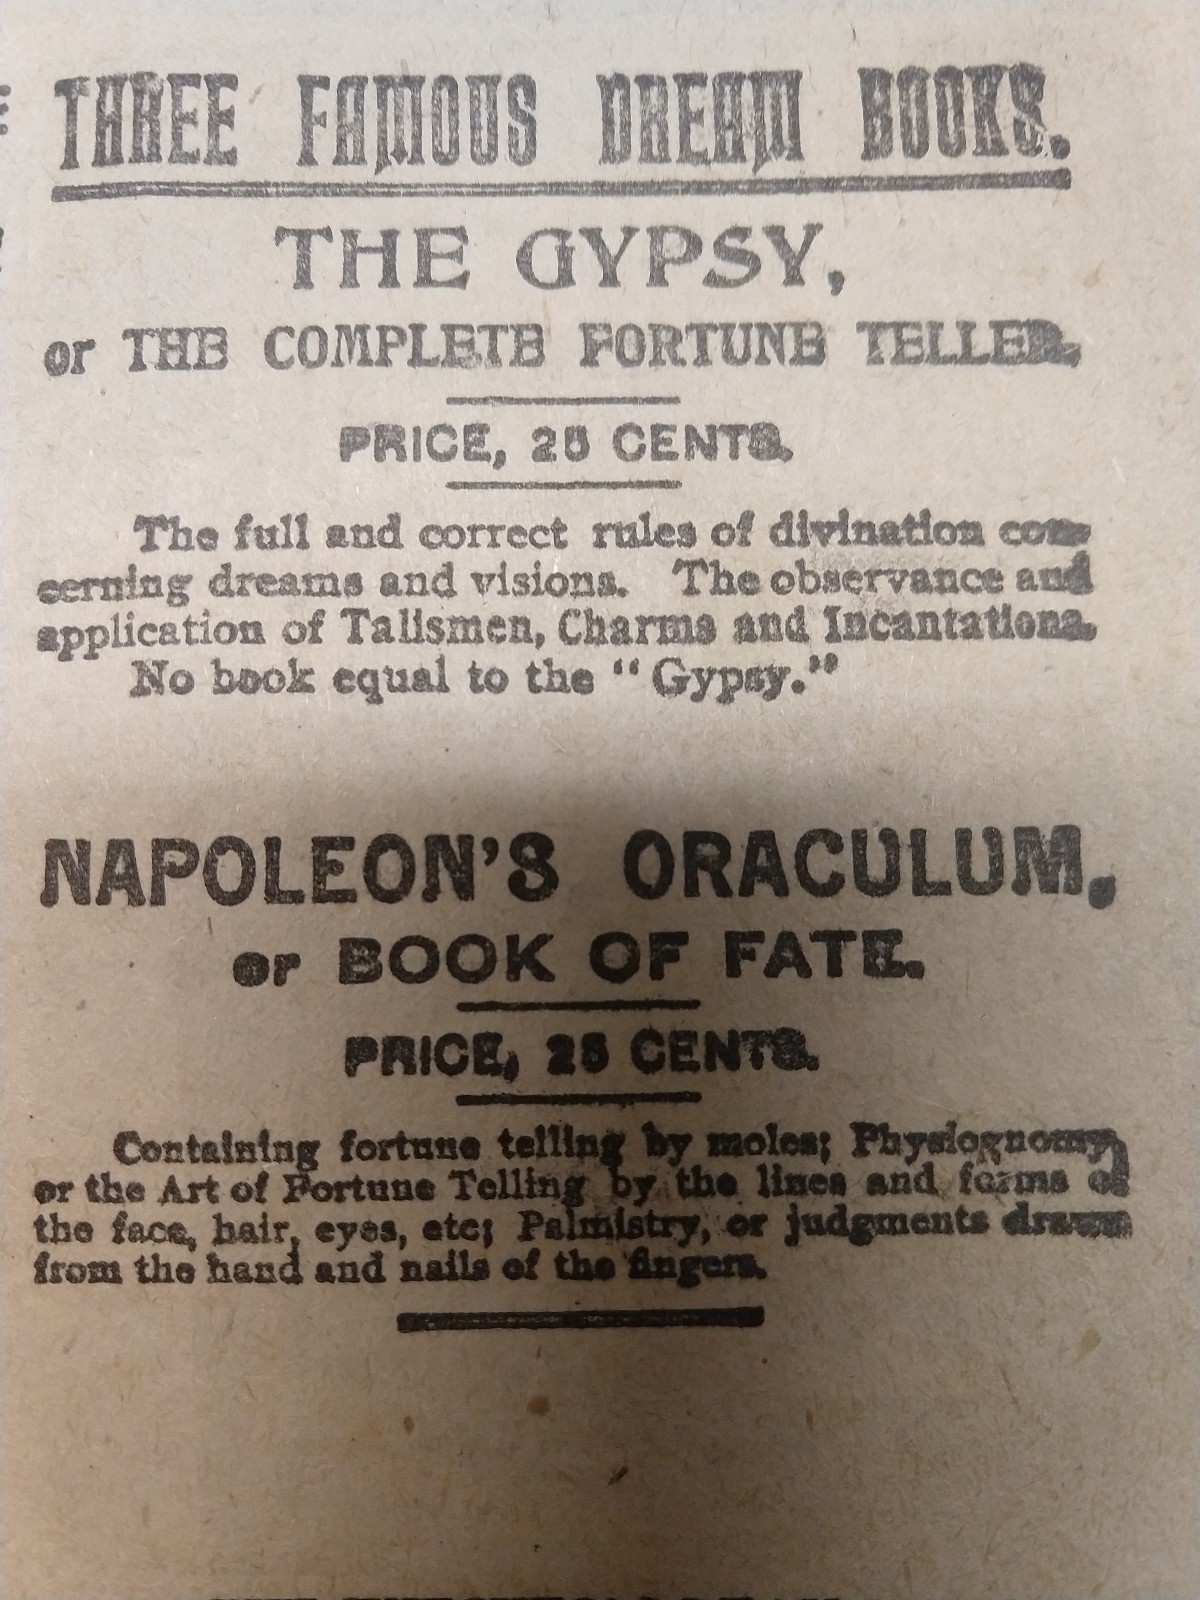 THREE FAMOUS DREAM BOOKS.
THE GYPSY,
or THE COMPLETE FORTUNE TELLER.
PRICE, 25 CENTS.
The full and correct rules of divination con-
cerning dreams and visions. The observance and
application of Talismen, Charms and Incantations.
No book equal to the "Gypsy."
NAPOLEON'S ORACULUM,
or BOOK OF FATE.
PRICE, 25 CENTS.
Containing fortune telling by moles; Physiognomy,
or the Art of Fortune Telling by the lines and forms of
the face, hair, eyes, etc; Palmistry, or judgments drawn
from the hand and nails of the fingers.